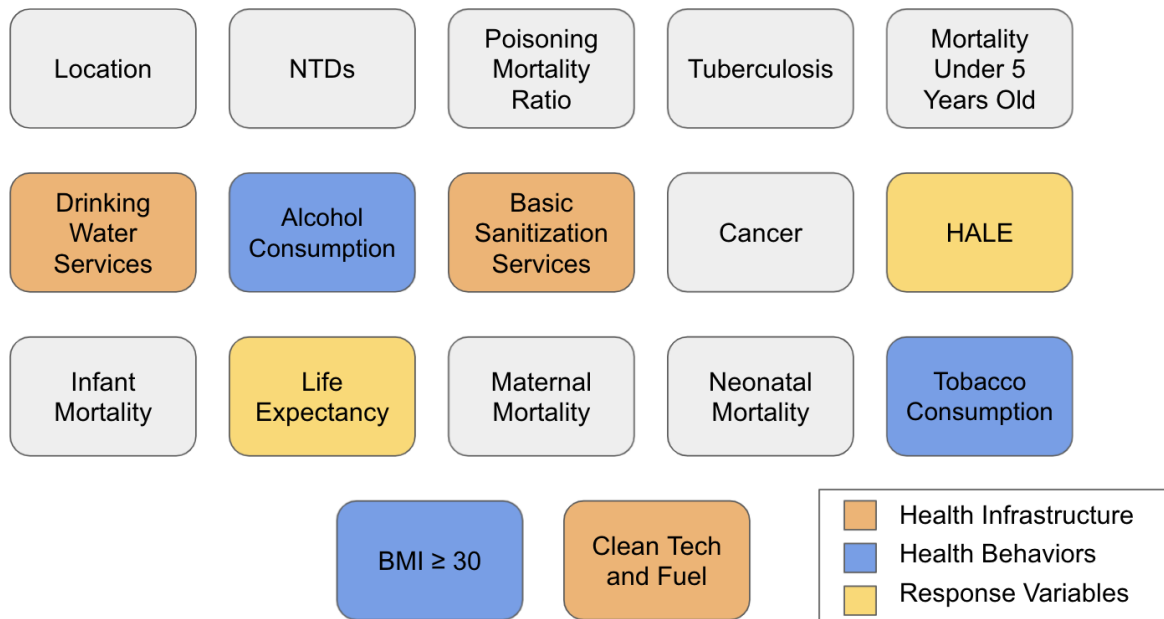 Location
NTDs
Poisoning
Mortality
Ratio
Tuberculosis
Mortality
Under 5
Years Old
Drinking
Water
Services
Alcohol
Consumption
Basic
Sanitization
Services
Cancer
HALE
Infant
Mortality
Life
Expectancy
Maternal
Mortality
Neonatal
Mortality
Tobacco
Consumption
BMI ≥ 30
Clean Tech
and Fuel
Health Infrastructure
Health Behaviors
Response Variables